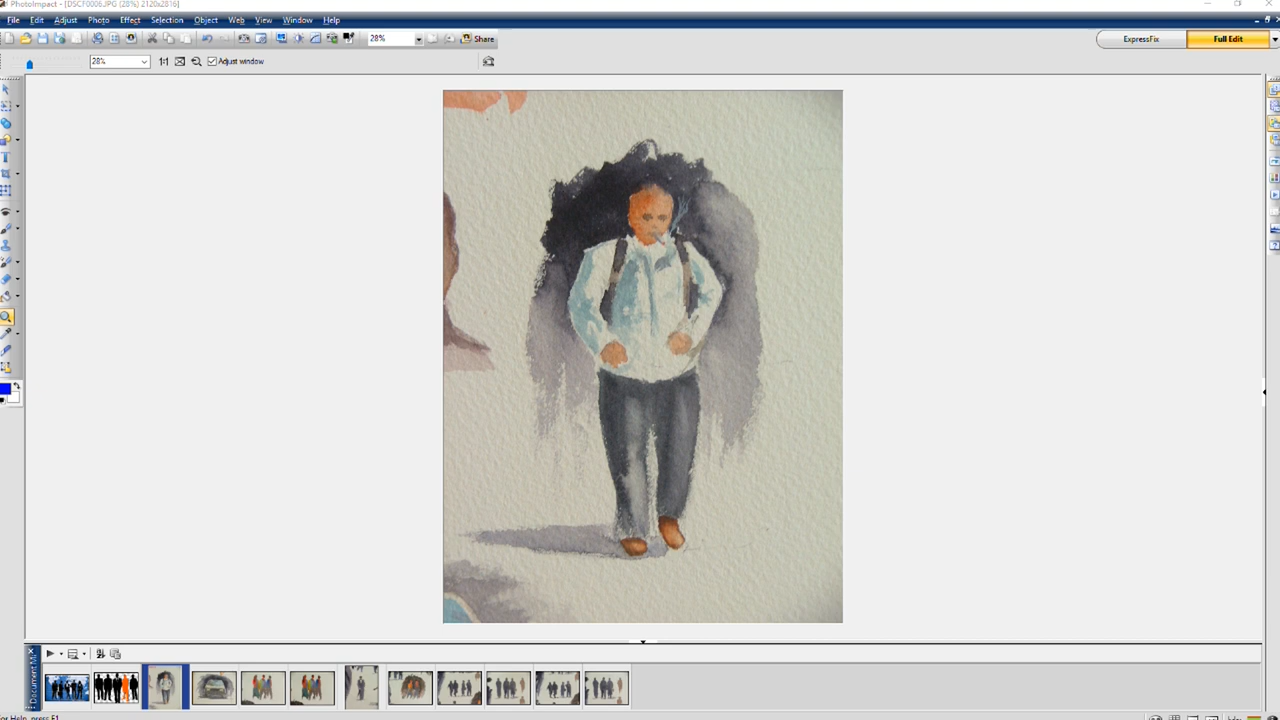 PhotoImpact - [DSCF0006.JPG (28%) 2120x2816]
File Edit Adjust Photo Effect Selection Object Web View Window Help
28% Share ExpressFix Full Edit
28% 1:1 Adjust window
Document M
or Help, press F1